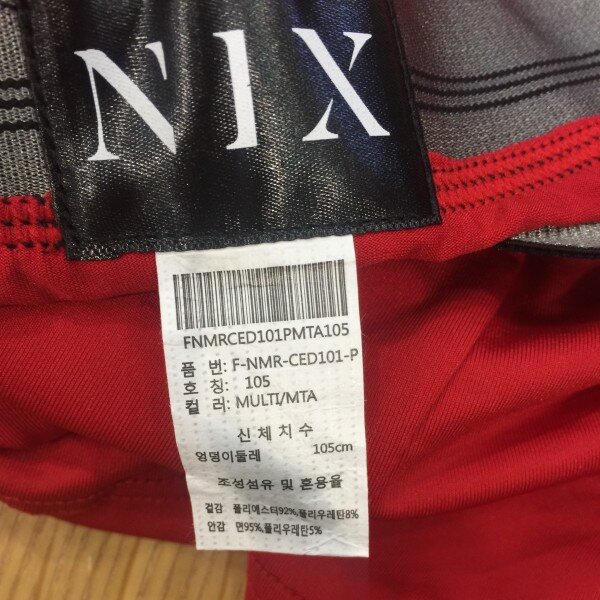 NIX
FNMRCED101PMTA105
품 번: F-NMR-CED101-P
호 칭: 105
컬 러: MULTI/MTA
신체치수
엉덩이둘레 105cm
조성섬유 및 혼용율
겉감 폴리에스터92%,폴리우레탄8%
안감 면95%,폴리우레탄5%